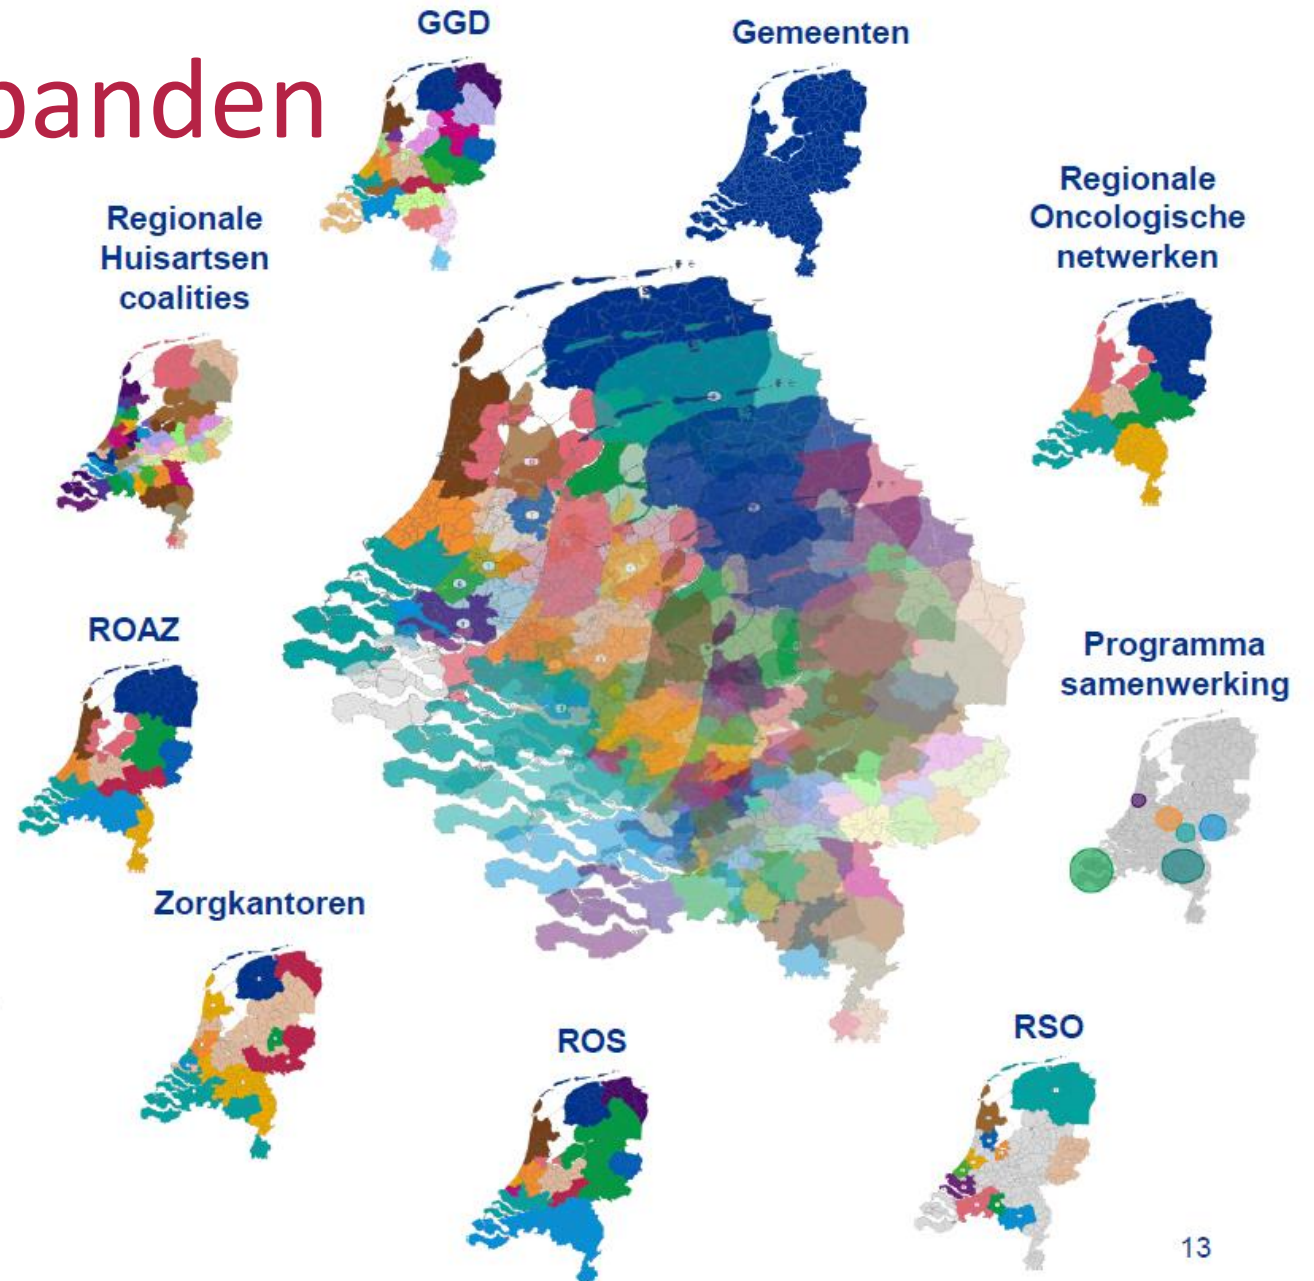 GGD
Gemeenten
banden
Regionale
Oncologische
netwerken
Regionale
Huisartsen
coalities
ROAZ
Programma
samenwerking
Zorgkantoren
ROS
RSO
13